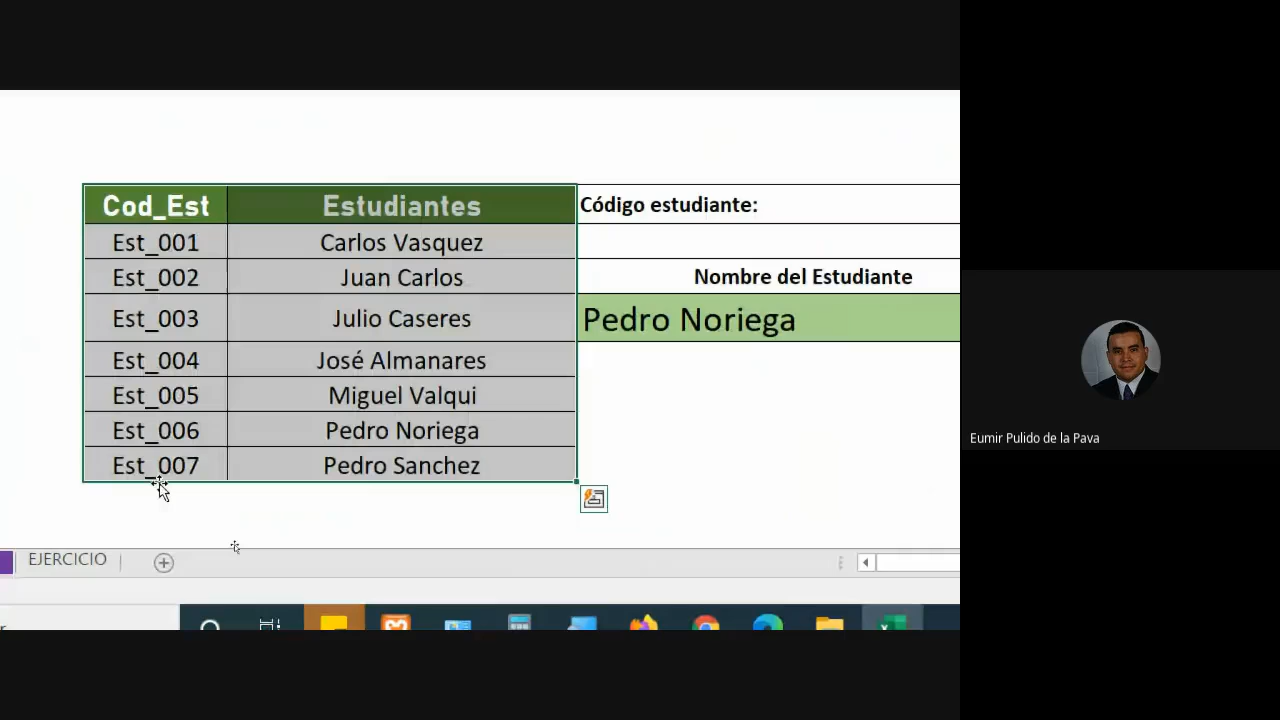 Cod_Est Estudiantes Código estudiante:
Est_001 Carlos Vasquez
Est_002 Juan Carlos Nombre del Estudiante
Est_003 Julio Caseres Pedro Noriega
Est_004 José Almanares
Est_005 Miguel Valqui
Est_006 Pedro Noriega
Est_007 Pedro Sanchez
Eumir Pulido de la Pava
EJERCICIO